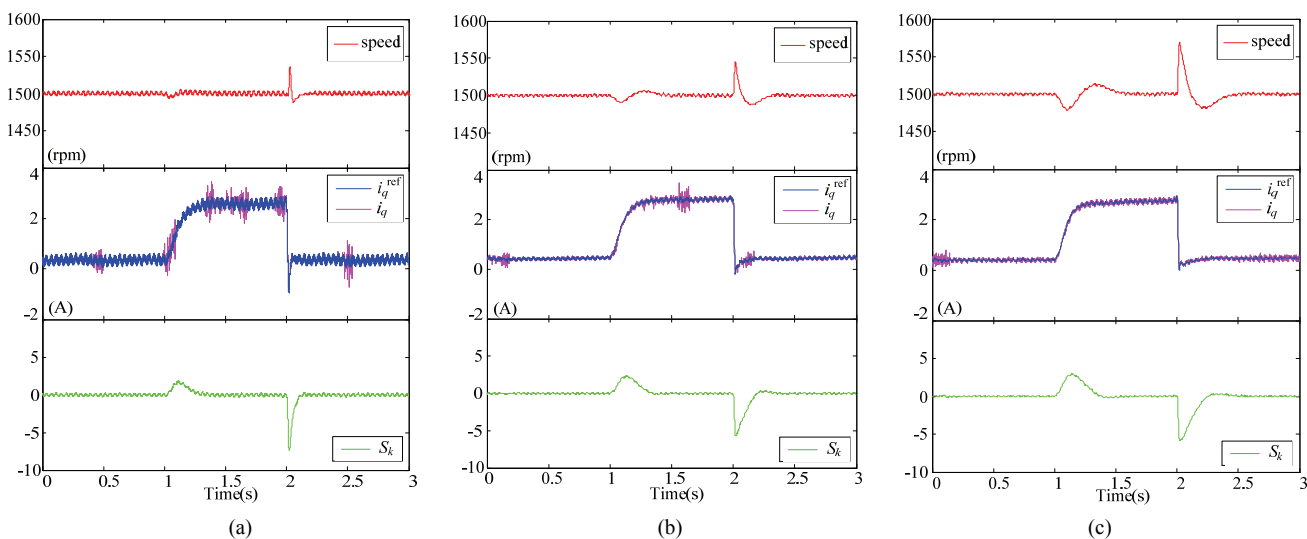 1600
speed
1550
1500
1450
(rpm)
4
i_q^ref
i_q
2
0
(A)
-2
5
0
-5
S_k
-10
0 0.5 1 1.5 2 2.5 3
Time(s)
(a)
1600
speed
1550
1500
1450
(rpm)
4
i_q^ref
i_q
2
0
(A)
-2
5
0
-5
S_k
-10
0 0.5 1 1.5 2 2.5 3
Time(s)
(b)
1600
speed
1550
1500
1450
(rpm)
4
i_q^ref
i_q
2
0
(A)
-2
5
0
-5
S_k
-10
0 0.5 1 1.5 2 2.5 3
Time(s)
(c)